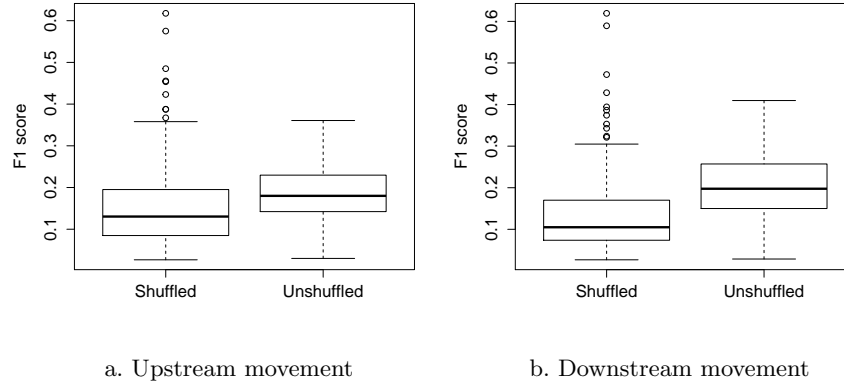 0.1 0.2 0.3 0.4 0.5 0.6
F1 score
Shuffled Unshuffled
a. Upstream movement
0.1 0.2 0.3 0.4 0.5 0.6
F1 score
Shuffled Unshuffled
b. Downstream movement